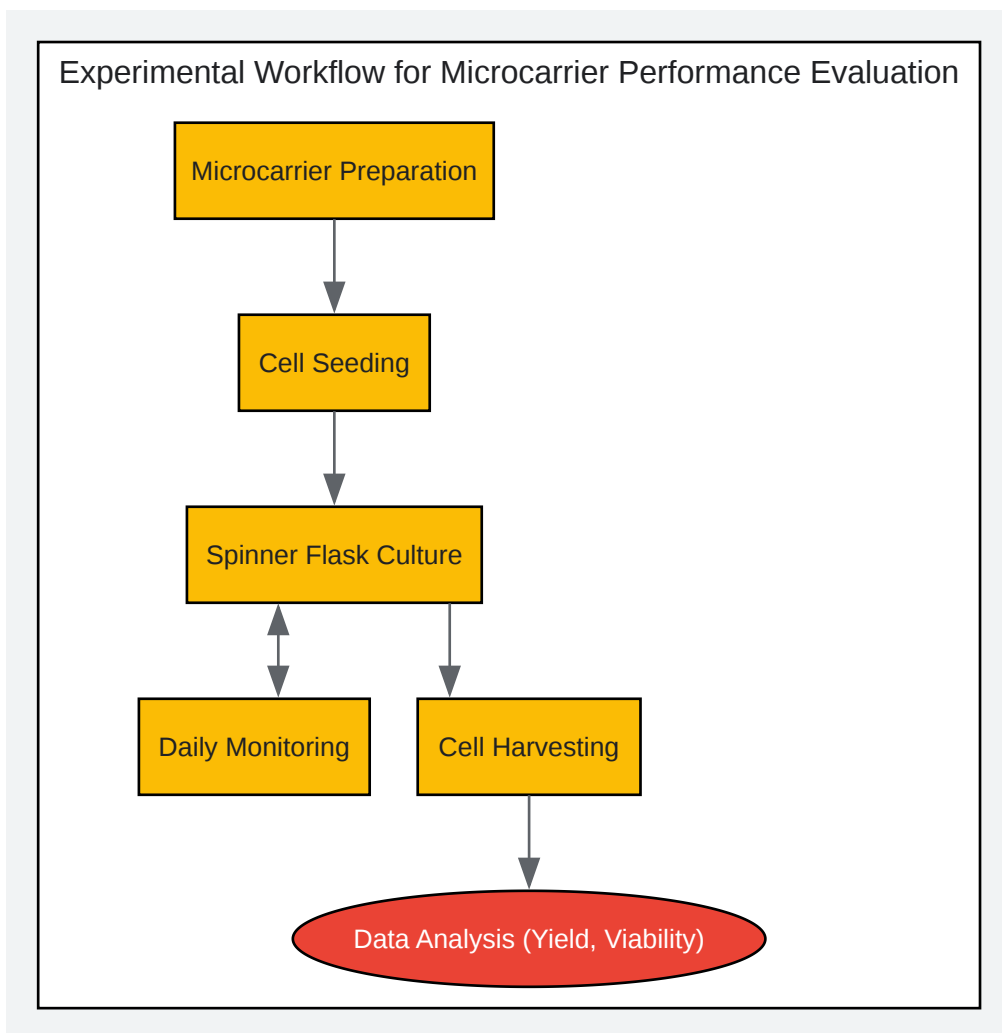 Experimental Workflow for Microcarrier Performance Evaluation
Microcarrier Preparation
Cell Seeding
Spinner Flask Culture
Daily Monitoring
Cell Harvesting
Data Analysis (Yield, Viability)